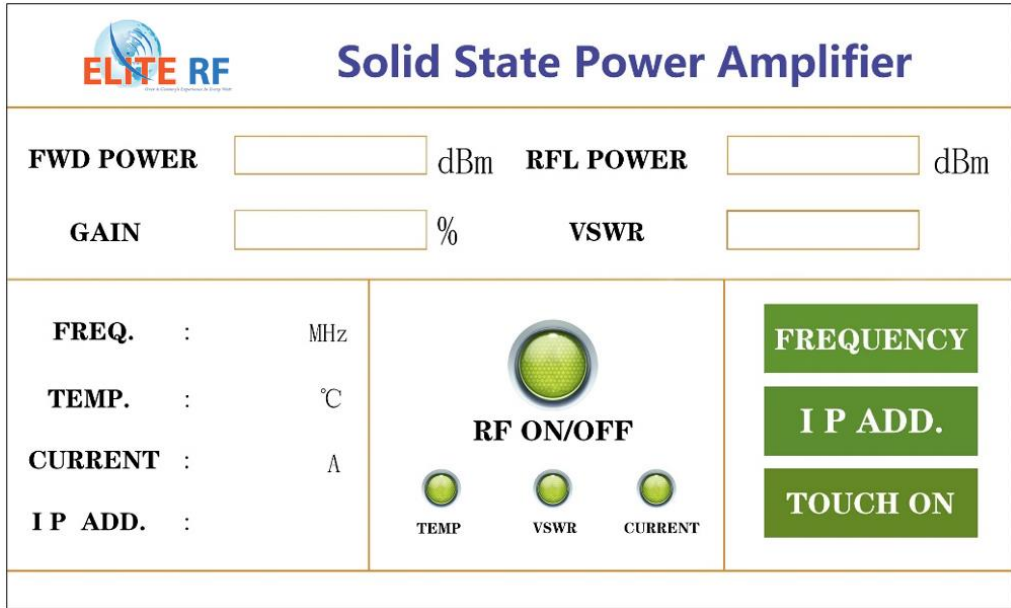 ELITE RF
Solid State Power Amplifier
FWD POWER dBm RFL POWER dBm
GAIN % VSWR
FREQ. : MHz
TEMP. : ℃
CURRENT : A
I P ADD. :
RF ON/OFF
TEMP VSWR CURRENT
FREQUENCY
I P ADD.
TOUCH ON